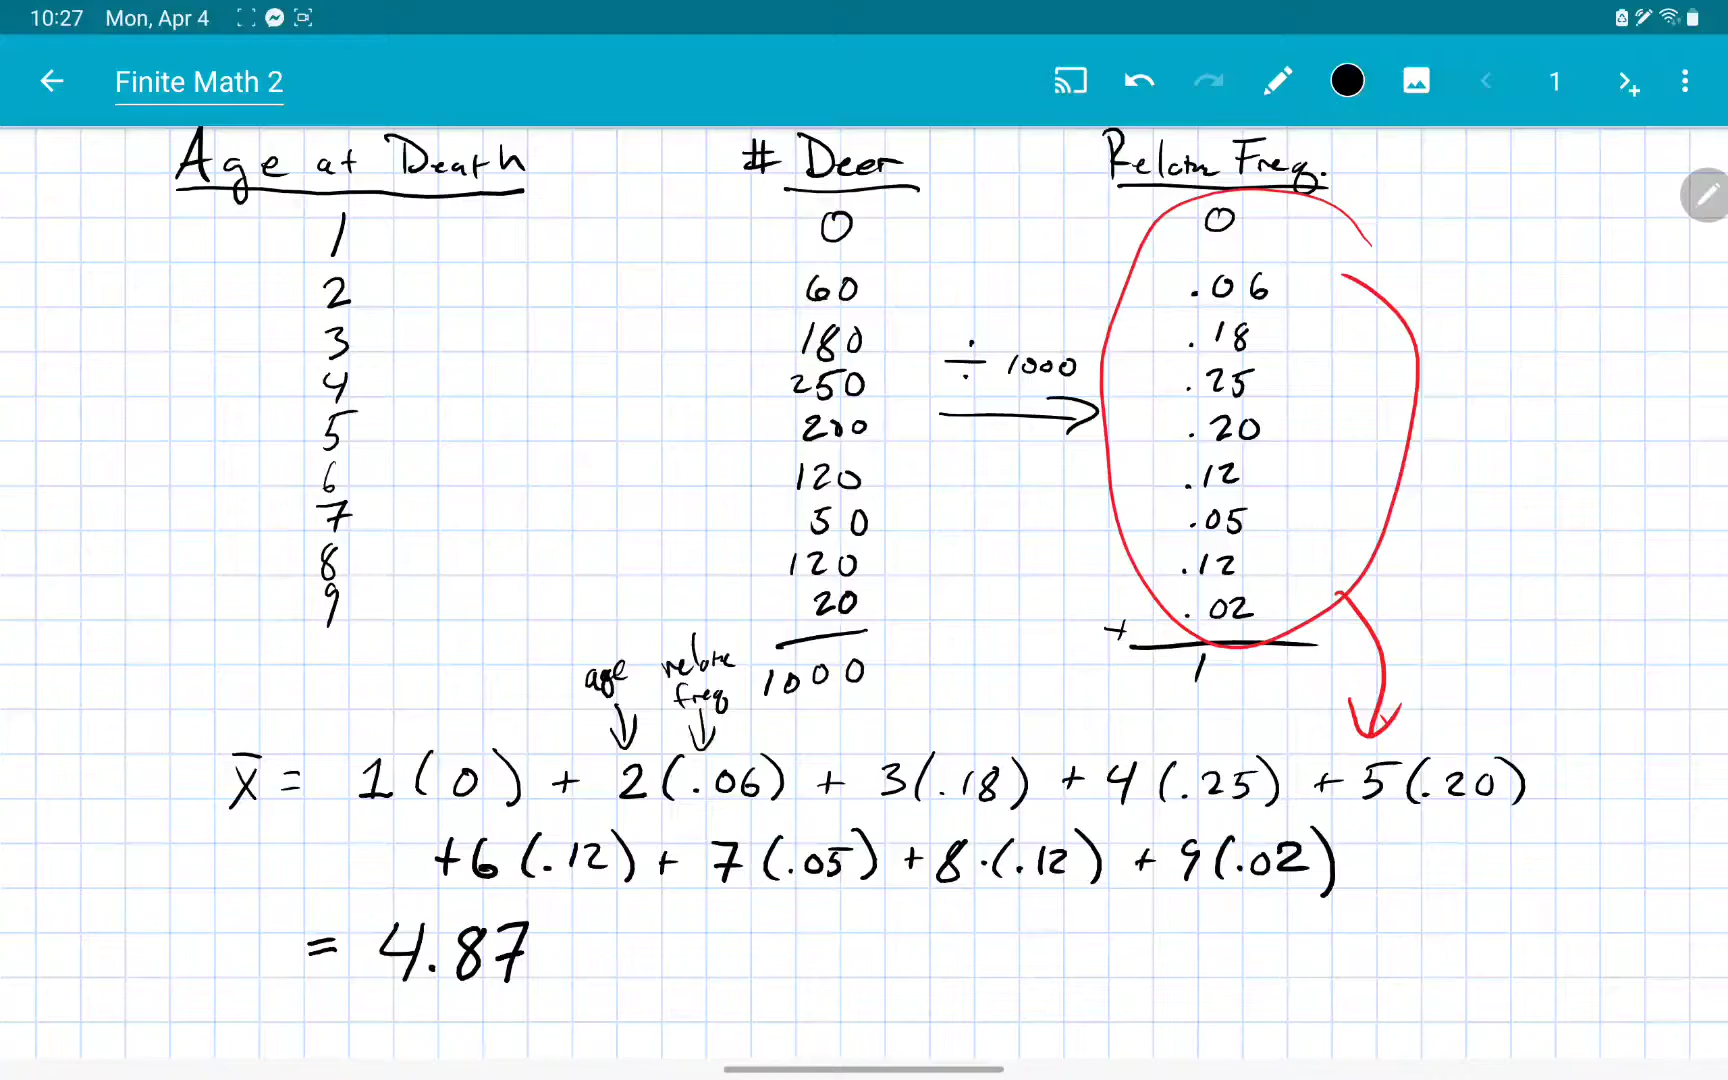 10:27 Mon, Apr 4
Finite Math 2
1
Age at Death # Deer Relative Freq.
1 0 0
2 60 .06
3 180 .18
÷ 1000
4 250 .25
5 200 .20
6 120 .12
7 50 .05
8 120 .12
9 20 .02
+
1000 1
age relative freq
x̄ = 1(0) + 2(.06) + 3(.18) + 4(.25) + 5(.20)
+6(.12) + 7(.05) + 8·(.12) + 9(.02)
= 4.87